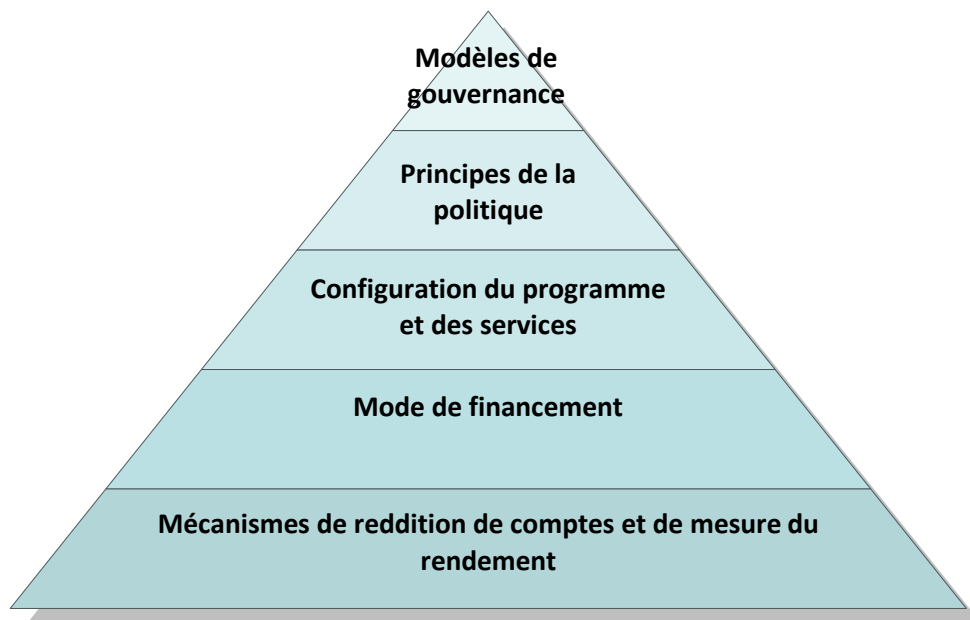 Modèles de
gouvernance
Principes de la
politique
Configuration du programme
et des services
Mode de financement
Mécanismes de reddition de comptes et de mesure du
rendement